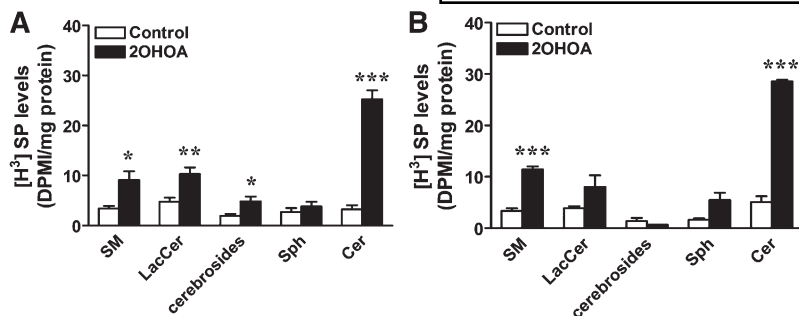 A
Control
2OHOA
[H³] SP levels
(DPMI/mg protein)
40
30
20
10
0
*
**
*
***
SM
LacCer
cerebrosides
Sph
Cer
B
Control
2OHOA
[H³] SP levels
(DPMI/mg protein)
40
30
20
10
0
***
***
SM
LacCer
cerebrosides
Sph
Cer